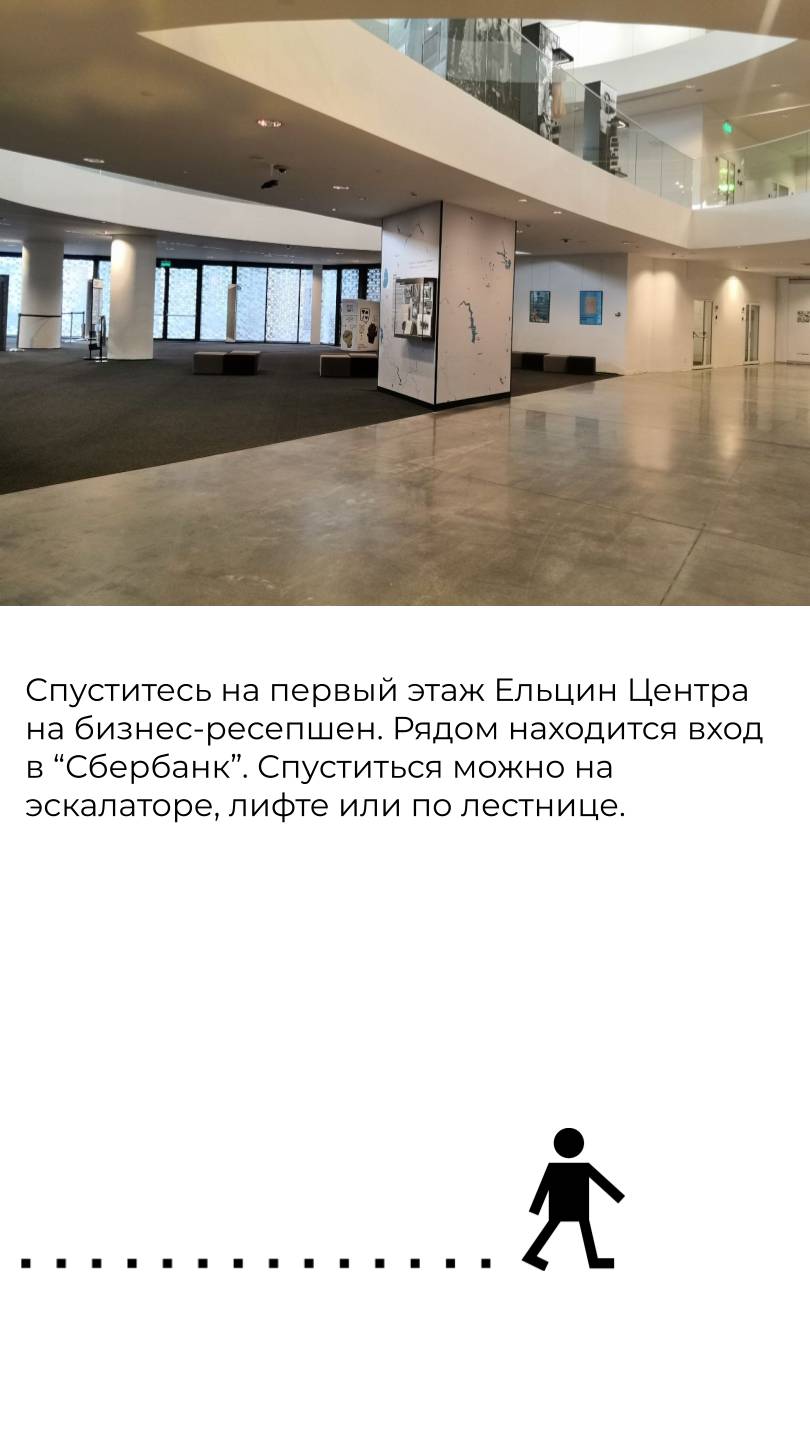 Спуститесь на первый этаж Ельцин Центра
на бизнес-ресепшен. Рядом находится вход
в “Сбербанк”. Спуститься можно на
эскалаторе, лифте или по лестнице.